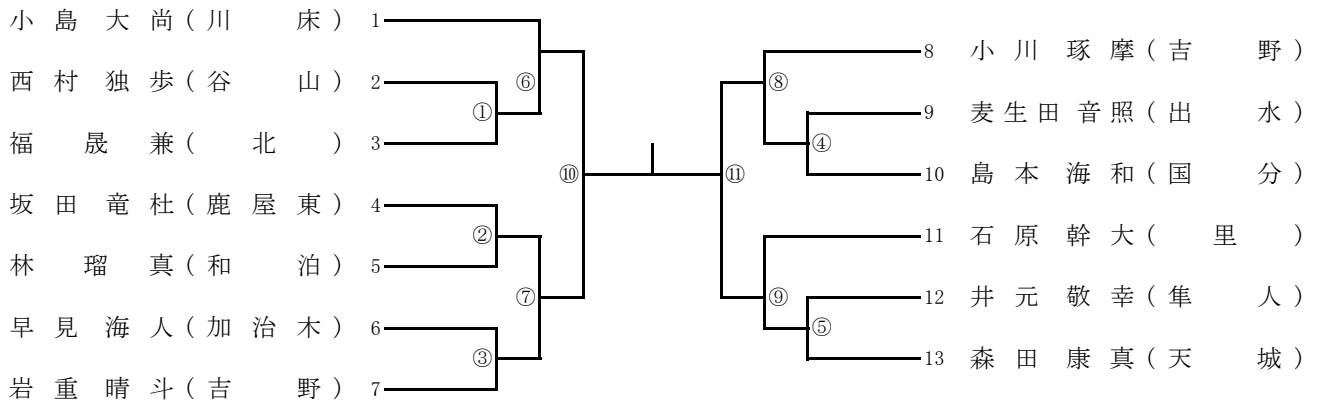 小島大尚(川床) 1
西村独歩(谷山) 2
福晟兼(北) 3
坂田竜杜(鹿屋東) 4
林瑠真(和泊) 5
早見海人(加治木) 6
岩重晴斗(吉野) 7
⑥
①
⑩
②
⑦
③
8 小川琢摩(吉野)
9 麦生田音照(出水)
10 島本海和(国分)
11 石原幹大(里)
12 井元敬幸(隼人)
13 森田康真(天城)
⑧
④
⑪
⑨
⑤